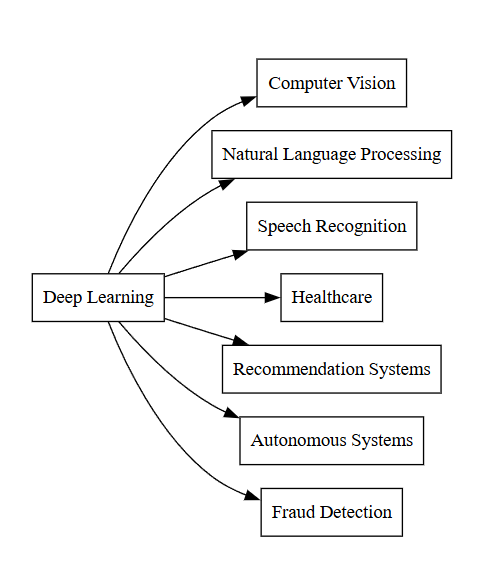 Computer Vision
Natural Language Processing
Speech Recognition
Deep Learning
Healthcare
Recommendation Systems
Autonomous Systems
Fraud Detection